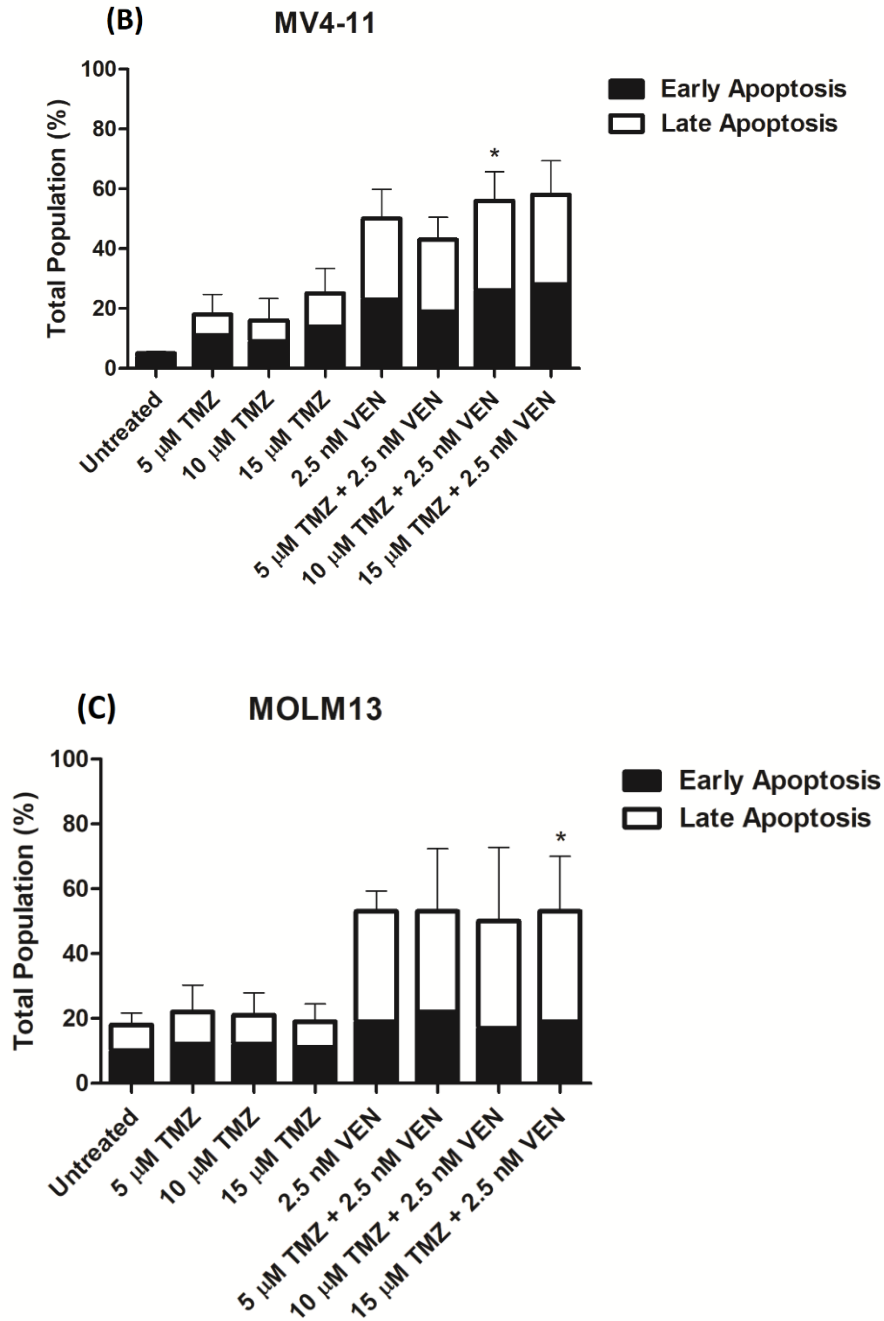 (B)
MV4-11
Total Population (%)
100
80
60
40
20
0
*
Early Apoptosis
Late Apoptosis
Untreated
5 μM TMZ
10 μM TMZ
15 μM TMZ
2.5 nM VEN
5 μM TMZ + 2.5 nM VEN
10 μM TMZ + 2.5 nM VEN
15 μM TMZ + 2.5 nM VEN
(C)
MOLM13
Total Population (%)
100
80
60
40
20
0
*
Early Apoptosis
Late Apoptosis
Untreated
5 μM TMZ
10 μM TMZ
15 μM TMZ
2.5 nM VEN
5 μM TMZ + 2.5 nM VEN
10 μM TMZ + 2.5 nM VEN
15 μM TMZ + 2.5 nM VEN